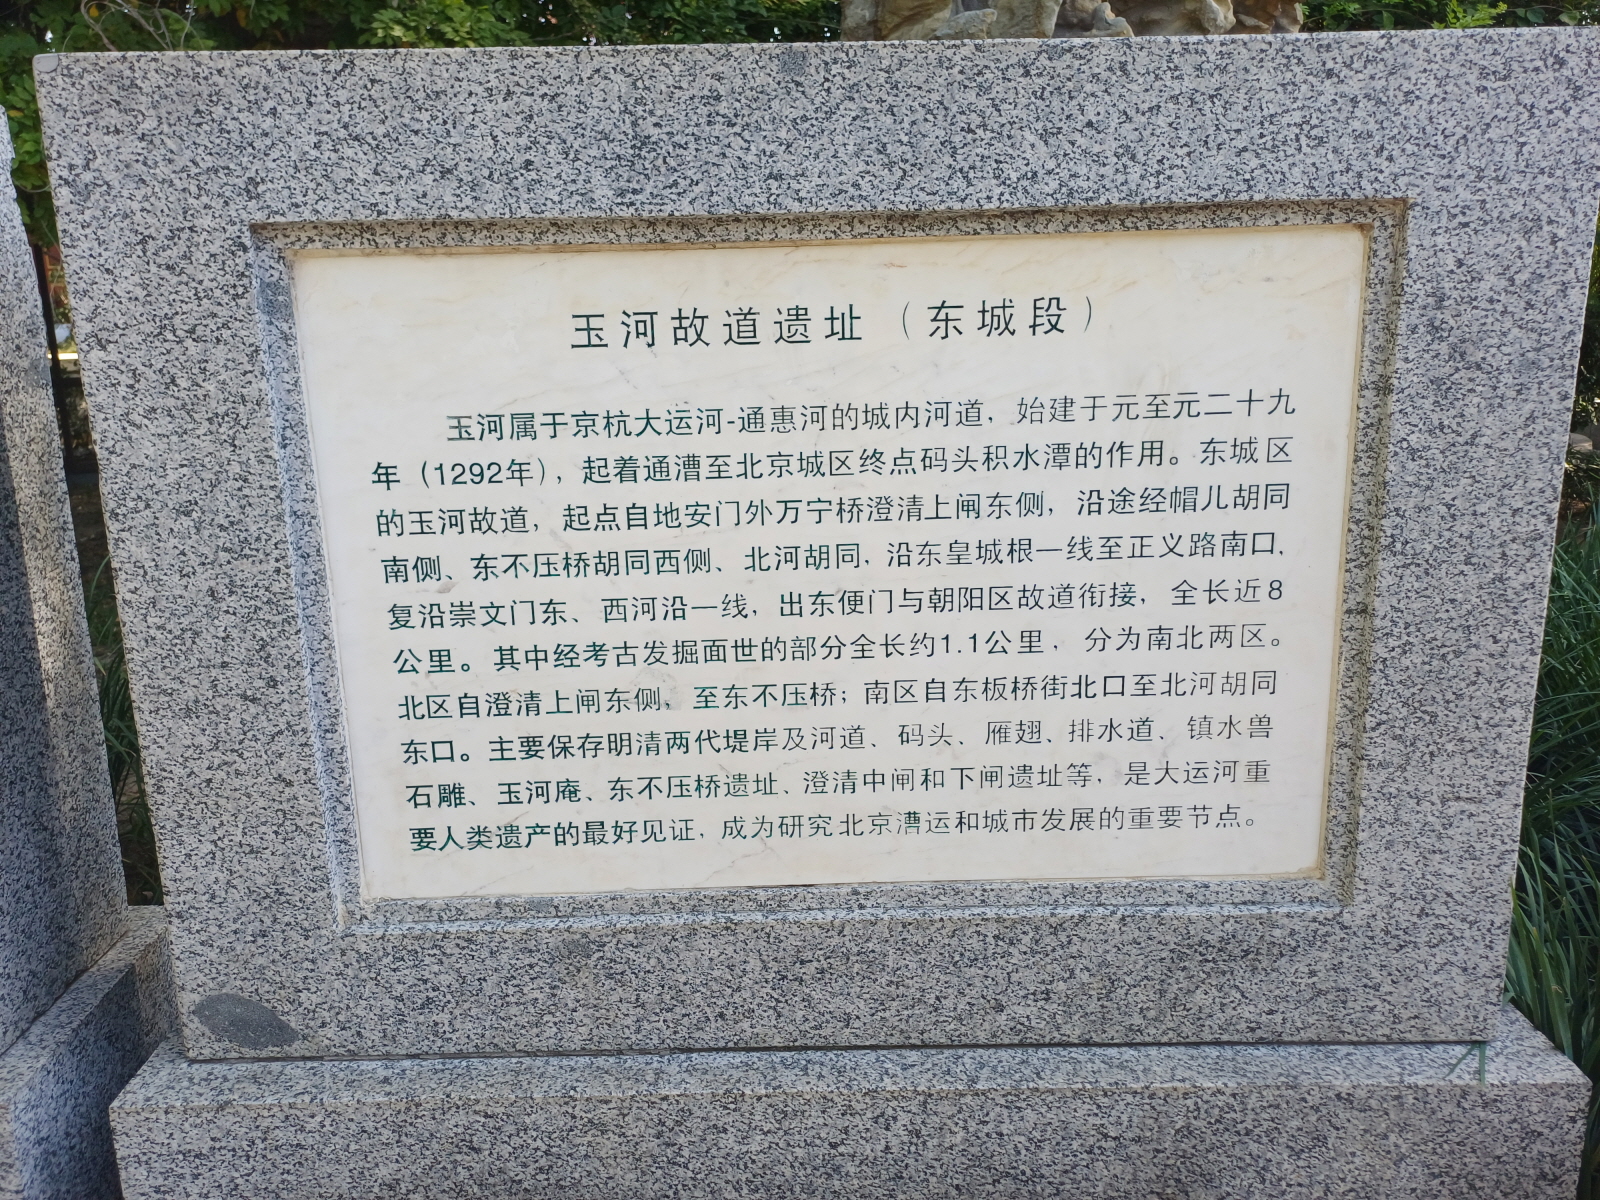 玉河故道遗址（东城段）
玉河属于京杭大运河-通惠河的城内河道，始建于元至元二十九
年（1292年），起着通漕至北京城区终点码头积水潭的作用。东城区
的玉河故道，起点自地安门外万宁桥澄清上闸东侧，沿途经帽儿胡同
南侧、东不压桥胡同西侧、北河胡同，沿东皇城根一线至正义路南口，
复沿崇文门东、西河沿一线，出东便门与朝阳区故道衔接，全长近8
公里。其中经考古发掘面世的部分全长约1.1公里，分为南北两区。
北区自澄清上闸东侧，至东不压桥；南区自东板桥街北口至北河胡同
东口。主要保存明清两代堤岸及河道、码头、雁翅、排水道、镇水兽
石雕、玉河庵、东不压桥遗址、澄清中闸和下闸遗址等，是大运河重
要人类遗产的最好见证，成为研究北京漕运和城市发展的重要节点。